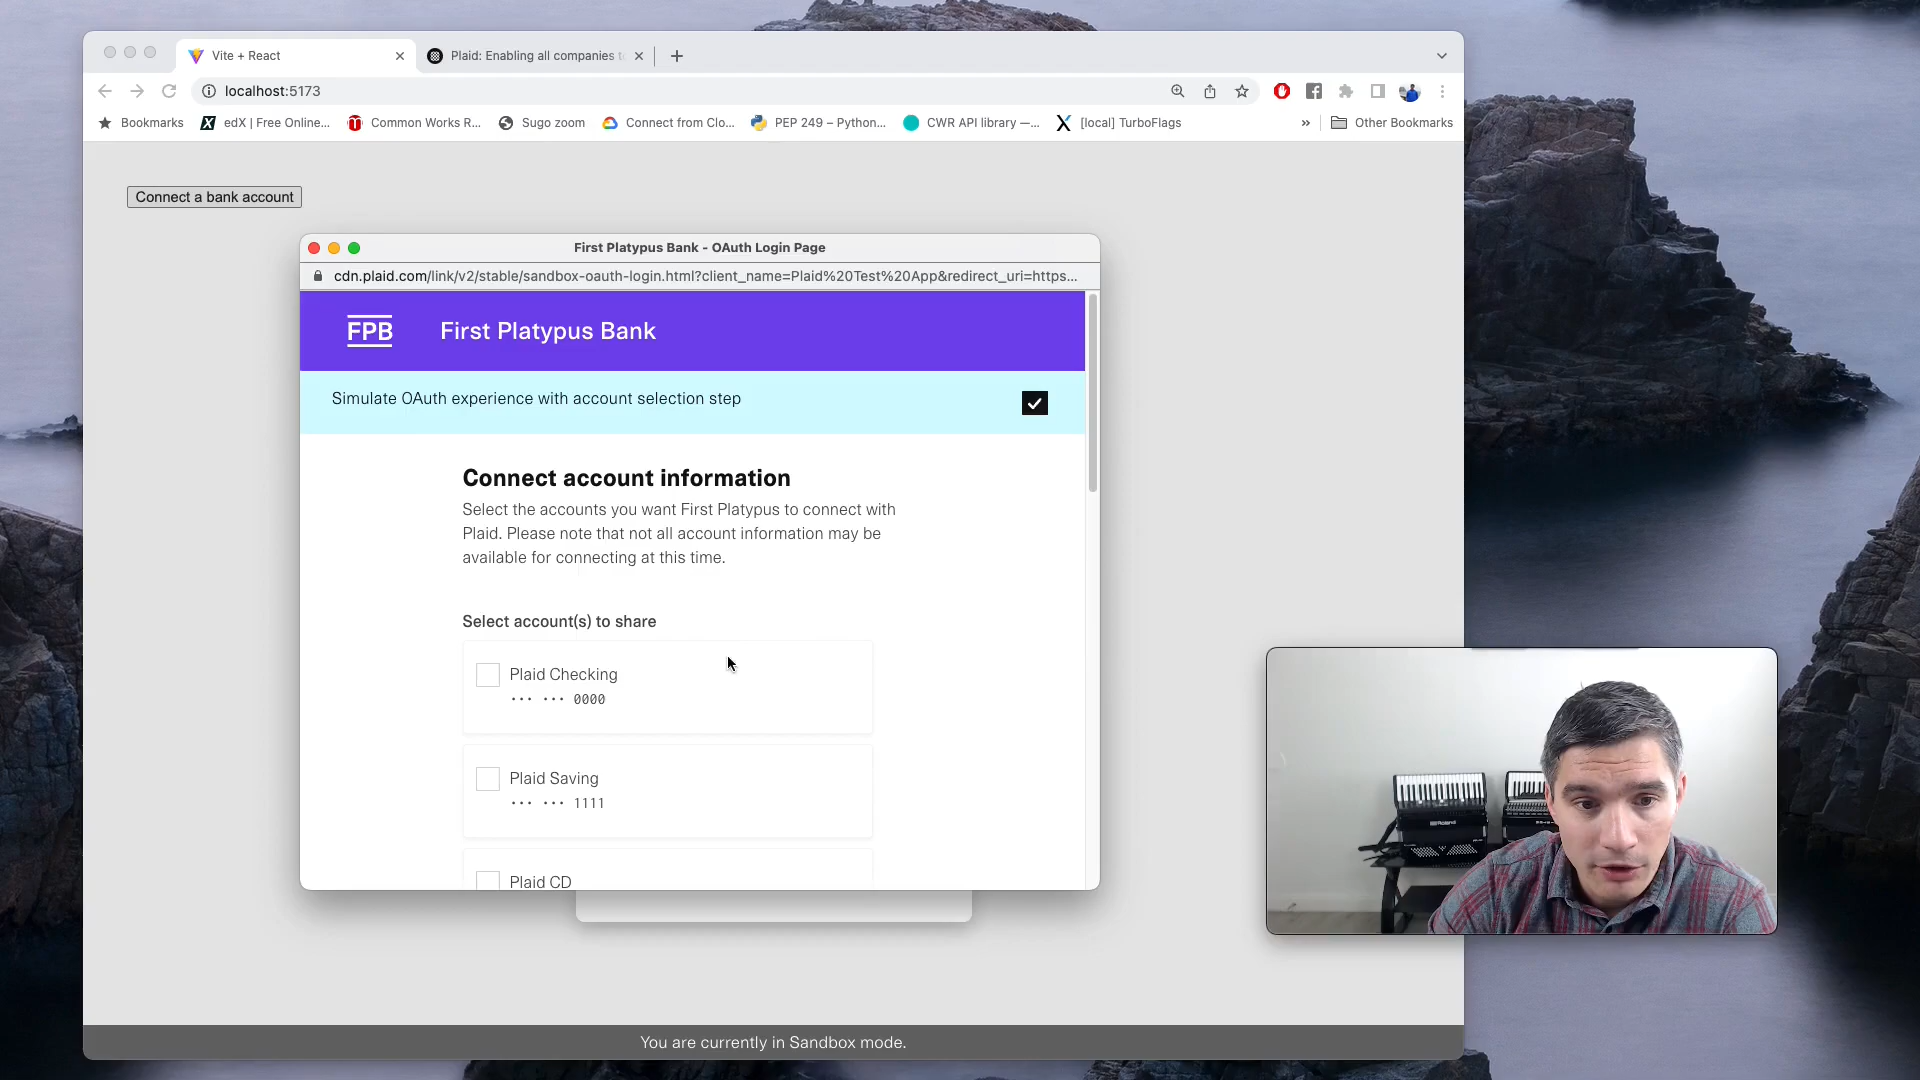 Vite + React
Plaid: Enabling all companies to
localhost:5173
Bookmarks
edX | Free Online...
Common Works R...
Sugo zoom
Connect from Clo...
PEP 249 – Python...
CWR API library —...
[local] TurboFlags
»
Other Bookmarks
Connect a bank account
First Platypus Bank - OAuth Login Page
cdn.plaid.com/link/v2/stable/sandbox-oauth-login.html?client_name=Plaid%20Test%20App&redirect_uri=https...
FPB
First Platypus Bank
Simulate OAuth experience with account selection step
Connect account information
Select the accounts you want First Platypus to connect with
Plaid. Please note that not all account information may be
available for connecting at this time.
Select account(s) to share
Plaid Checking
••• ••• 0000
Plaid Saving
••• ••• 1111
Plaid CD
Roland
You are currently in Sandbox mode.